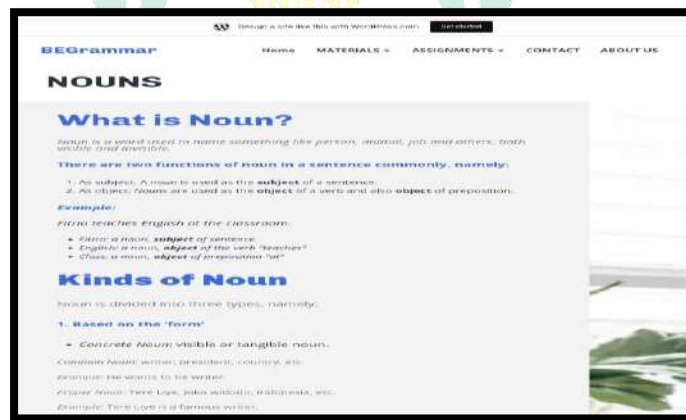 Design a site like this with WordPress.com Get started
BEGrammar Home MATERIALS ASSIGNMENTS CONTACT ABOUT US
NOUNS
What is Noun?
Noun is a word used to name something like person, animal, job and others, both
visible and
There are two functions of noun in a sentence commonly, namely:
1. As subject. A noun is used as the subject of a sentence.
2. As object. Nouns are used as the object of a verb and also object of preposition.
Example:
teaches English at the classroom.
a noun, subject of sentence
English: a noun, object of the verb "teaches"
Class: a noun, object of preposition "at"
Kinds of Noun
Noun is divided into three types, namely:
1. Based on the 'form'
Concrete Noun: visible or tangible noun.
Common Noun: writer, president, country, etc.
Example: He wants to be writer.
Proper Noun: Tere Liye, Joko Widodo, Indonesia, etc.
Example: Tere Liye is a famous writer.